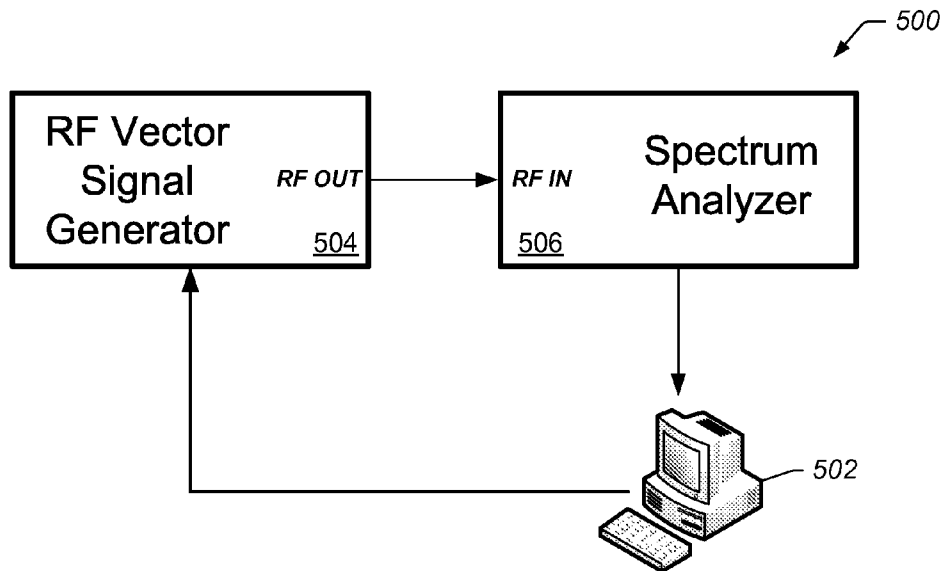 500
RF Vector
Signal
Generator
RF OUT
504
RF IN
506
Spectrum
Analyzer
502